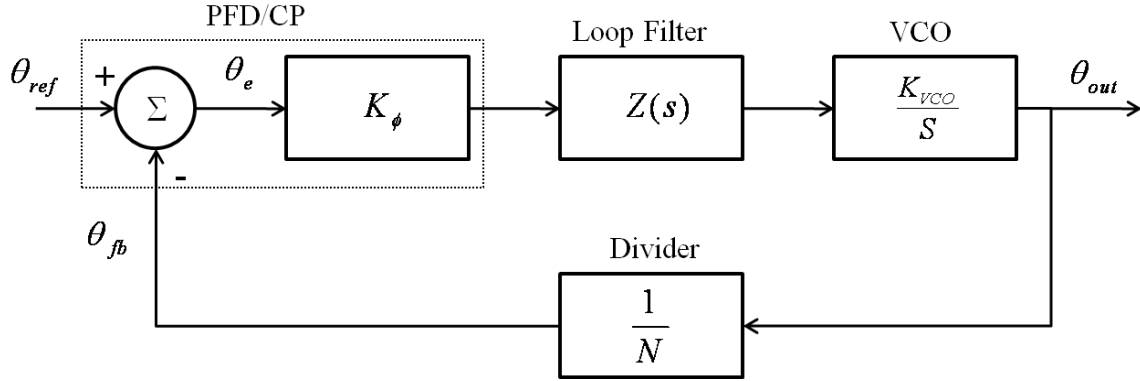 PFD/CP
Loop Filter
VCO
θref
+
Σ
θe
Kϕ
Z(s)
KVCO
S
θout
-
θfb
Divider
1
N